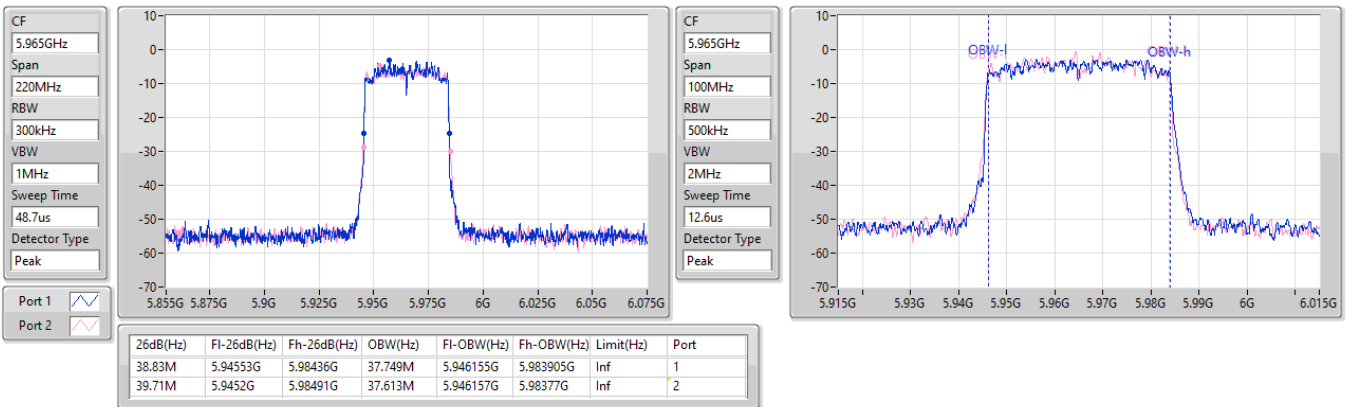 CF
5.965GHz
Span
220MHz
RBW
300kHz
VBW
1MHz
Sweep Time
48.7us
Detector Type
Peak
Port 1
Port 2
10
0
-10
-20
-30
-40
-50
-60
-70
5.855G 5.875G 5.9G 5.925G 5.95G 5.975G 6G 6.025G 6.05G 6.075G
CF
5.965GHz
Span
100MHz
RBW
500kHz
VBW
2MHz
Sweep Time
12.6us
Detector Type
Peak
10
0
-10
-20
-30
-40
-50
-60
-70
OBW-l OBW-h
5.915G 5.93G 5.94G 5.95G 5.96G 5.97G 5.98G 5.99G 6G 6.015G
26dB(Hz) Fl-26dB(Hz) Fh-26dB(Hz) OBW(Hz) Fl-OBW(Hz) Fh-OBW(Hz) Limit(Hz) Port
38.83M 5.94553G 5.98436G 37.749M 5.946155G 5.983905G Inf 1
39.71M 5.9452G 5.98491G 37.613M 5.946157G 5.98377G Inf 2